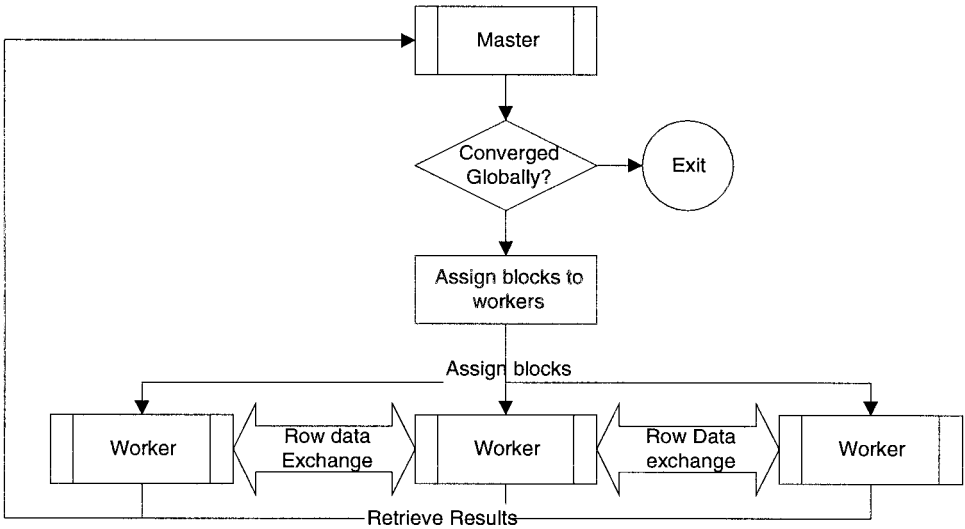 Master
Converged
Globally?
Exit
Assign blocks to
workers
Assign blocks
Worker
Row data
Exchange
Worker
Row Data
exchange
Worker
Retrieve Results